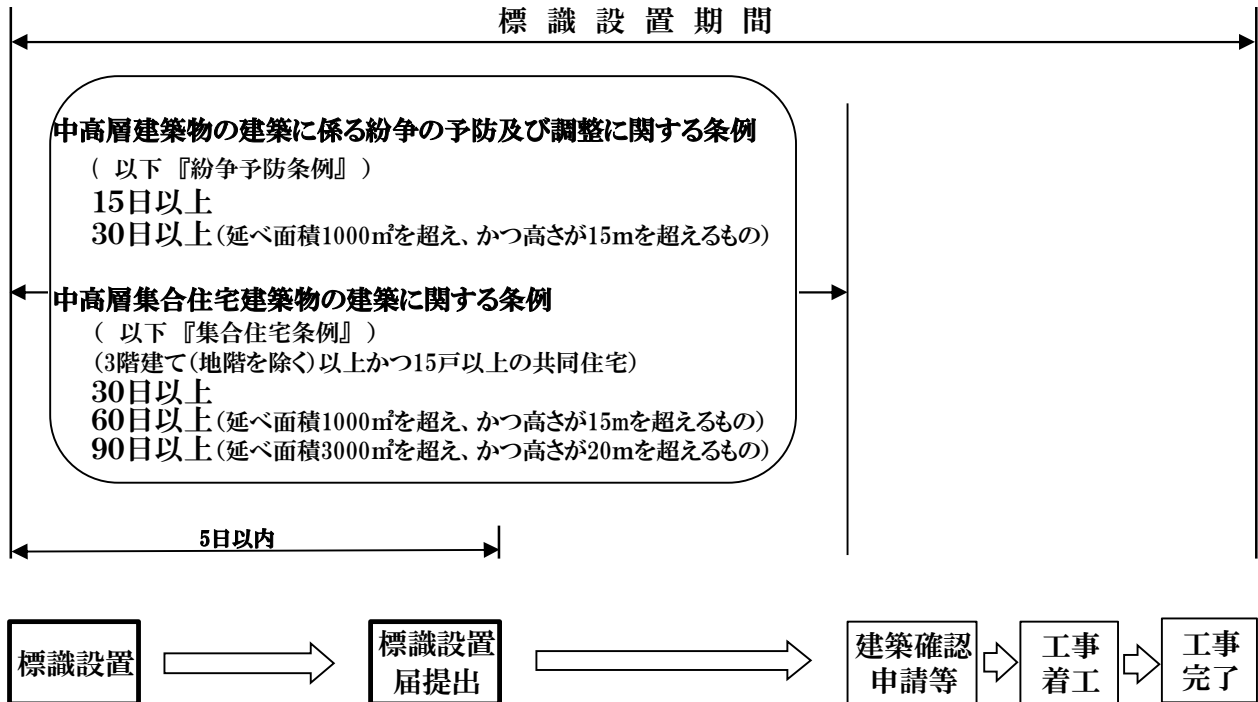 標識設置期間
中高層建築物の建築に係る紛争の予防及び調整に関する条例
( 以下『紛争予防条例』)
15日以上
30日以上(延べ面積1000㎡を超え、かつ高さが15mを超えるもの)
中高層集合住宅建築物の建築に関する条例
( 以下『集合住宅条例』)
(3階建て(地階を除く)以上かつ15戸以上の共同住宅)
30日以上
60日以上(延べ面積1000㎡を超え、かつ高さが15mを超えるもの)
90日以上(延べ面積3000㎡を超え、かつ高さが20mを超えるもの)
5日以内
標識設置
標識設置
届提出
建築確認
申請等
工事
着工
工事
完了